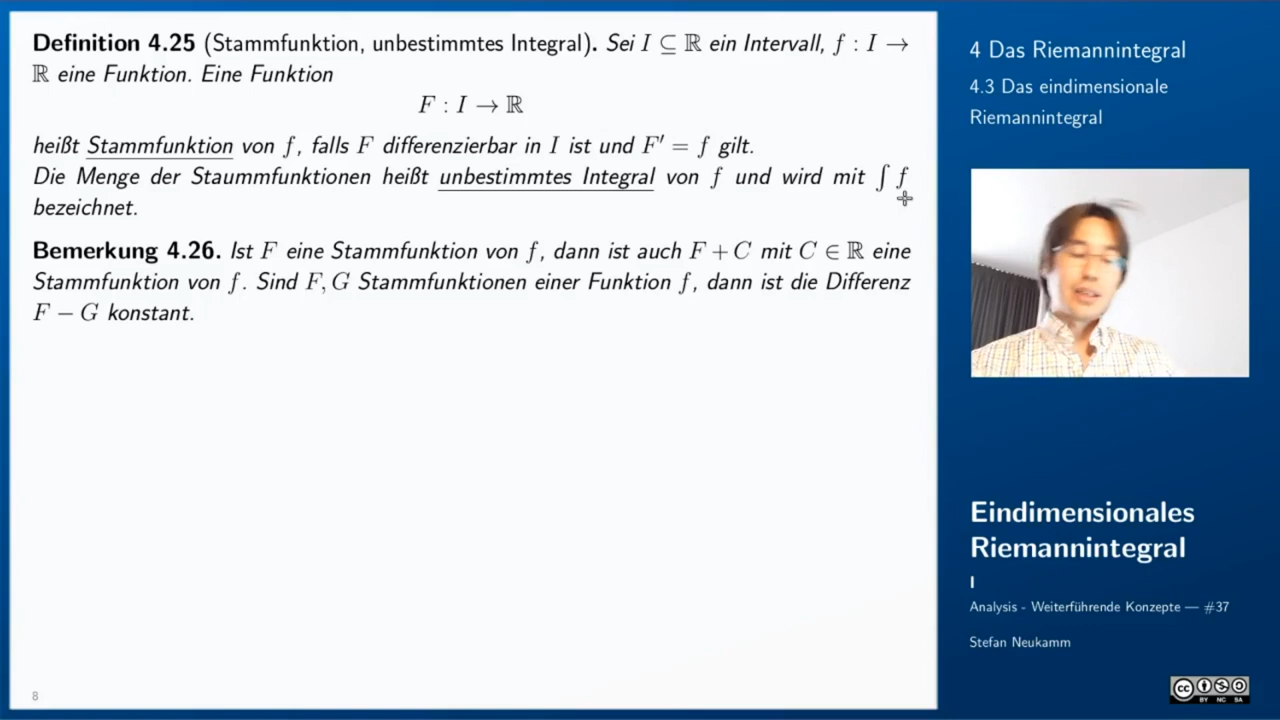 Definition 4.25 (Stammfunktion, unbestimmtes Integral). Sei I ⊆ ℝ ein Intervall, f : I →
ℝ eine Funktion. Eine Funktion
F : I → ℝ
heißt Stammfunktion von f, falls F differenzierbar in I ist und F′ = f gilt.
Die Menge der Staummfunktionen heißt unbestimmtes Integral von f und wird mit ∫ f
bezeichnet.
Bemerkung 4.26. Ist F eine Stammfunktion von f, dann ist auch F + C mit C ∈ ℝ eine
Stammfunktion von f. Sind F, G Stammfunktionen einer Funktion f, dann ist die Differenz
F − G konstant.
8
4 Das Riemannintegral
4.3 Das eindimensionale
Riemannintegral
Eindimensionales
Riemannintegral
I
Analysis - Weiterführende Konzepte — #37
Stefan Neukamm
cc
BY NC SA